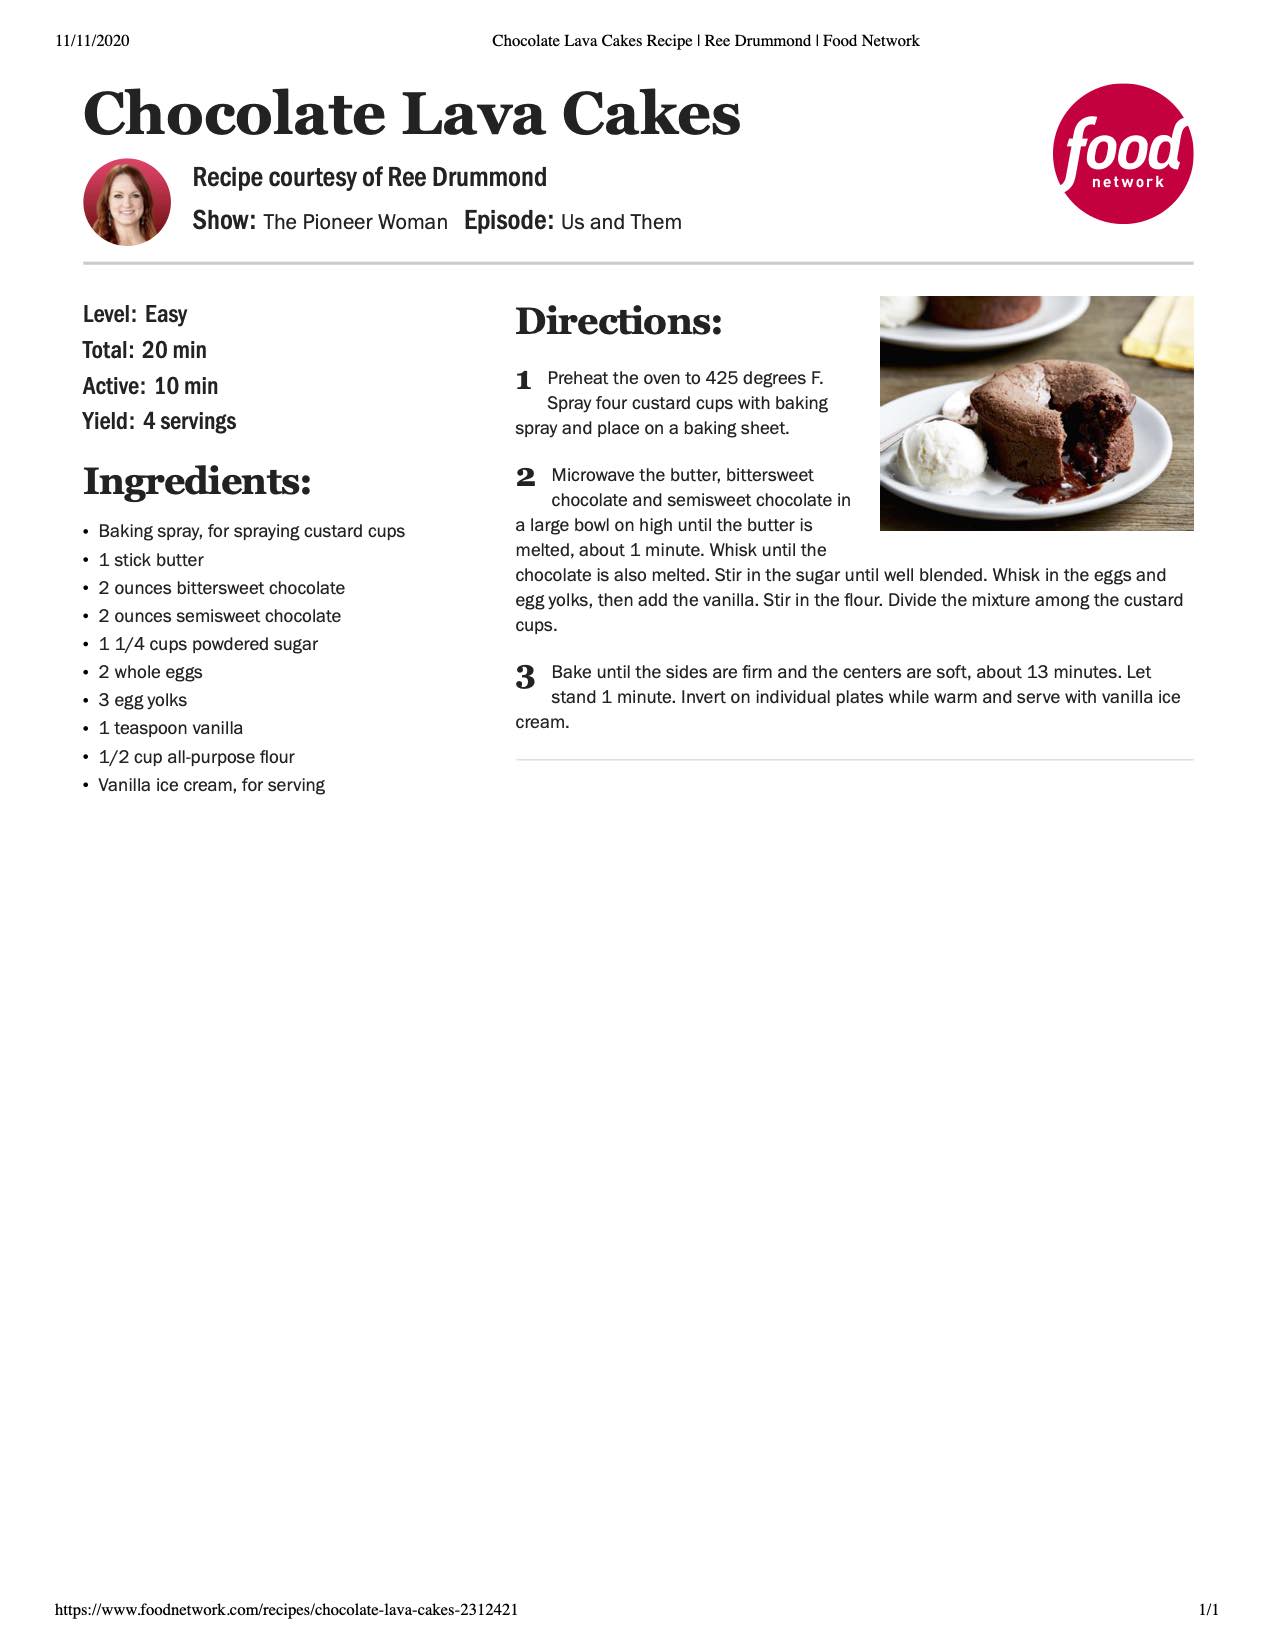 11/11/2020
Chocolate Lava Cakes Recipe | Ree Drummond | Food Network
Chocolate Lava Cakes
Recipe courtesy of Ree Drummond
Show: The Pioneer Woman Episode: Us and Them
food
network
Level: Easy
Total: 20 min
Active: 10 min
Yield: 4 servings
Ingredients:
• Baking spray, for spraying custard cups
• 1 stick butter
• 2 ounces bittersweet chocolate
• 2 ounces semisweet chocolate
• 1 1/4 cups powdered sugar
• 2 whole eggs
• 3 egg yolks
• 1 teaspoon vanilla
• 1/2 cup all-purpose flour
• Vanilla ice cream, for serving
Directions:
1 Preheat the oven to 425 degrees F.
Spray four custard cups with baking
spray and place on a baking sheet.
2 Microwave the butter, bittersweet
chocolate and semisweet chocolate in
a large bowl on high until the butter is
melted, about 1 minute. Whisk until the
chocolate is also melted. Stir in the sugar until well blended. Whisk in the eggs and
egg yolks, then add the vanilla. Stir in the flour. Divide the mixture among the custard
cups.
3 Bake until the sides are firm and the centers are soft, about 13 minutes. Let
stand 1 minute. Invert on individual plates while warm and serve with vanilla ice
cream.
https://www.foodnetwork.com/recipes/chocolate-lava-cakes-2312421
1/1